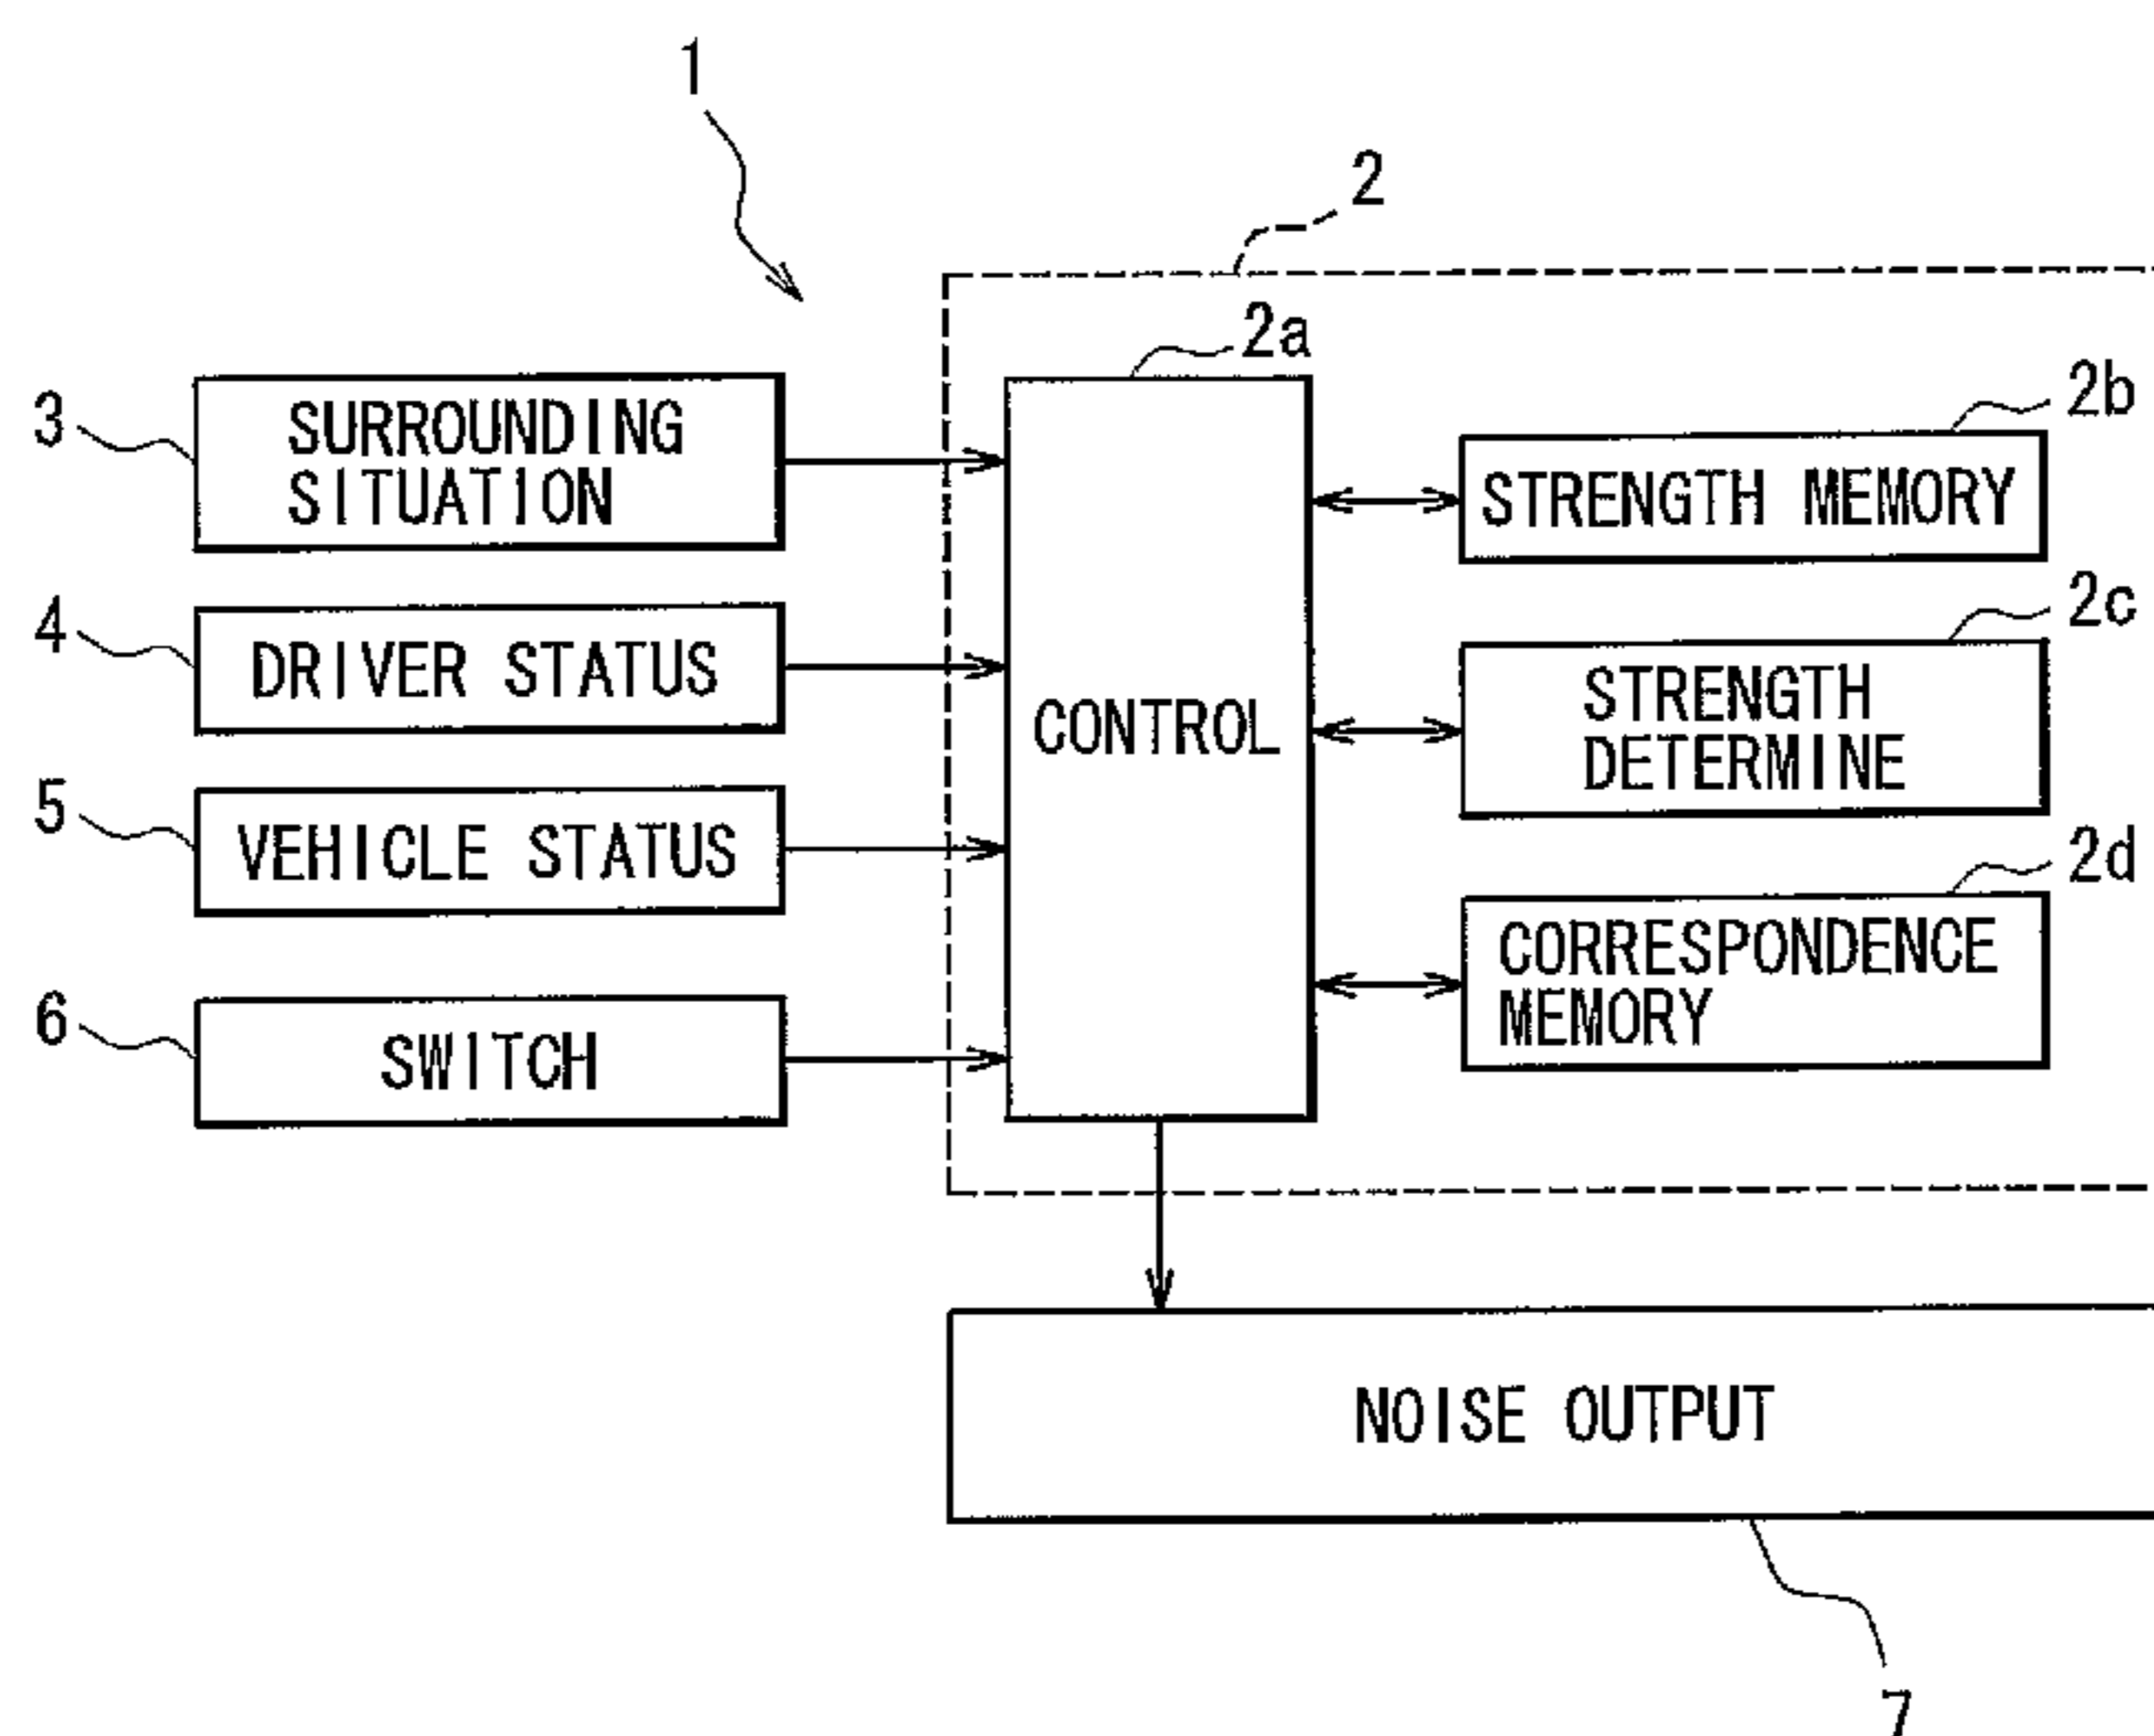 1
2
2a
3
SURROUNDING
SITUATION
2b
STRENGTH MEMORY
4
DRIVER STATUS
2c
STRENGTH
DETERMINE
CONTROL
5
VEHICLE STATUS
2d
CORRESPONDENCE
MEMORY
6
SWITCH
NOISE OUTPUT
7